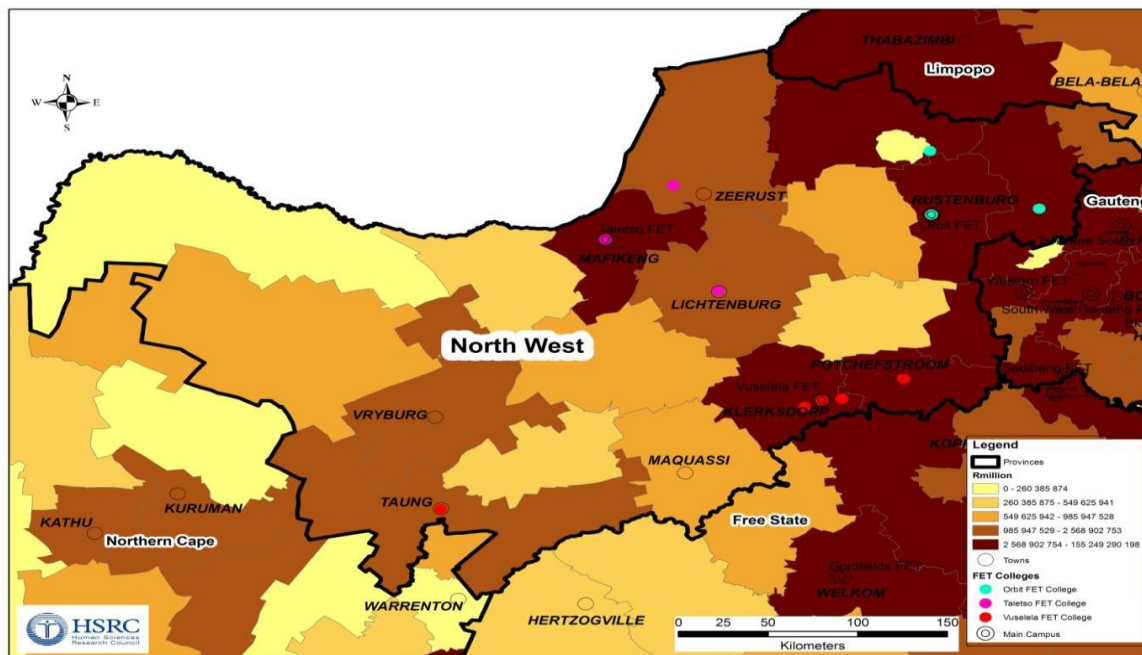 THABAZIMBI
Limpopo
BELA-BELA
N
W E
S
ZEERUST
RUSTENBURG
Gauteng
Taletso FET
Orbit FET
MAFIKENG
Western FET
LICHTENBURG
North West
POTCHEFSTROOM
Sedibeng FET
Vuselela FET
KLERKSDORP
VRYBURG
MAQUASSI
TAUNG
KURUMAN
KATHU
Northern Cape
Free State
Goldfields FET
WELKOM
WARRENTON
HERTZOGVILLE
Legend
Provinces
Rmillion
0 - 260 385 874
260 385 875 - 549 625 941
549 625 942 - 985 947 528
985 947 529 - 2 568 902 753
2 568 902 754 - 155 249 290 198
Towns
FET Colleges
Orbit FET College
Taletso FET College
Vuselela FET College
Main Campus
0 25 50 100 150
Kilometers
HSRC
Human Sciences
Research Council